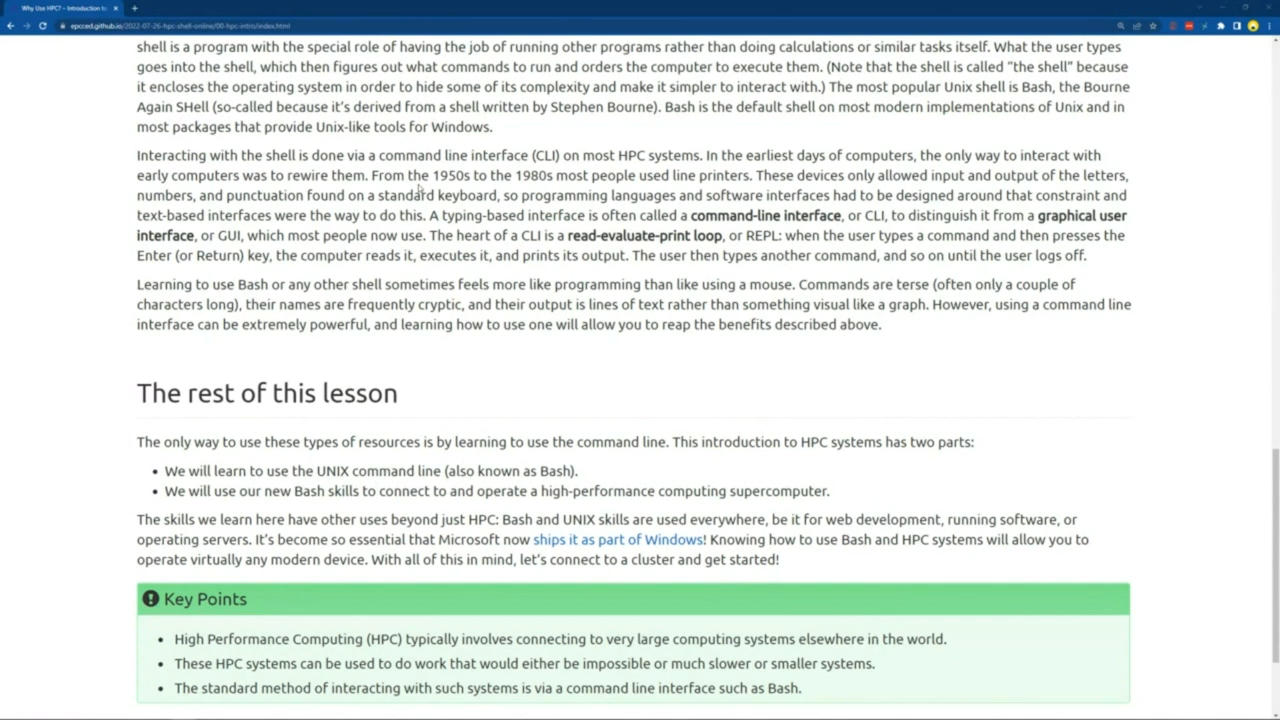 Why Use HPC? – Introduction to
epcced.github.io/2022-07-26-hpc-shell-online/00-hpc-intro/index.html
shell is a program with the special role of having the job of running other programs rather than doing calculations or similar tasks itself. What the user types
goes into the shell, which then figures out what commands to run and orders the computer to execute them. (Note that the shell is called “the shell” because
it encloses the operating system in order to hide some of its complexity and make it simpler to interact with.) The most popular Unix shell is Bash, the Bourne
Again SHell (so-called because it’s derived from a shell written by Stephen Bourne). Bash is the default shell on most modern implementations of Unix and in
most packages that provide Unix-like tools for Windows.
Interacting with the shell is done via a command line interface (CLI) on most HPC systems. In the earliest days of computers, the only way to interact with
early computers was to rewire them. From the 1950s to the 1980s most people used line printers. These devices only allowed input and output of the letters,
numbers, and punctuation found on a standard keyboard, so programming languages and software interfaces had to be designed around that constraint and
text-based interfaces were the way to do this. A typing-based interface is often called a command-line interface, or CLI, to distinguish it from a graphical user
interface, or GUI, which most people now use. The heart of a CLI is a read-evaluate-print loop, or REPL: when the user types a command and then presses the
Enter (or Return) key, the computer reads it, executes it, and prints its output. The user then types another command, and so on until the user logs off.
Learning to use Bash or any other shell sometimes feels more like programming than like using a mouse. Commands are terse (often only a couple of
characters long), their names are frequently cryptic, and their output is lines of text rather than something visual like a graph. However, using a command line
interface can be extremely powerful, and learning how to use one will allow you to reap the benefits described above.
The rest of this lesson
The only way to use these types of resources is by learning to use the command line. This introduction to HPC systems has two parts:
• We will learn to use the UNIX command line (also known as Bash).
• We will use our new Bash skills to connect to and operate a high-performance computing supercomputer.
The skills we learn here have other uses beyond just HPC: Bash and UNIX skills are used everywhere, be it for web development, running software, or
operating servers. It’s become so essential that Microsoft now ships it as part of Windows! Knowing how to use Bash and HPC systems will allow you to
operate virtually any modern device. With all of this in mind, let’s connect to a cluster and get started!
Key Points
• High Performance Computing (HPC) typically involves connecting to very large computing systems elsewhere in the world.
• These HPC systems can be used to do work that would either be impossible or much slower or smaller systems.
• The standard method of interacting with such systems is via a command line interface such as Bash.